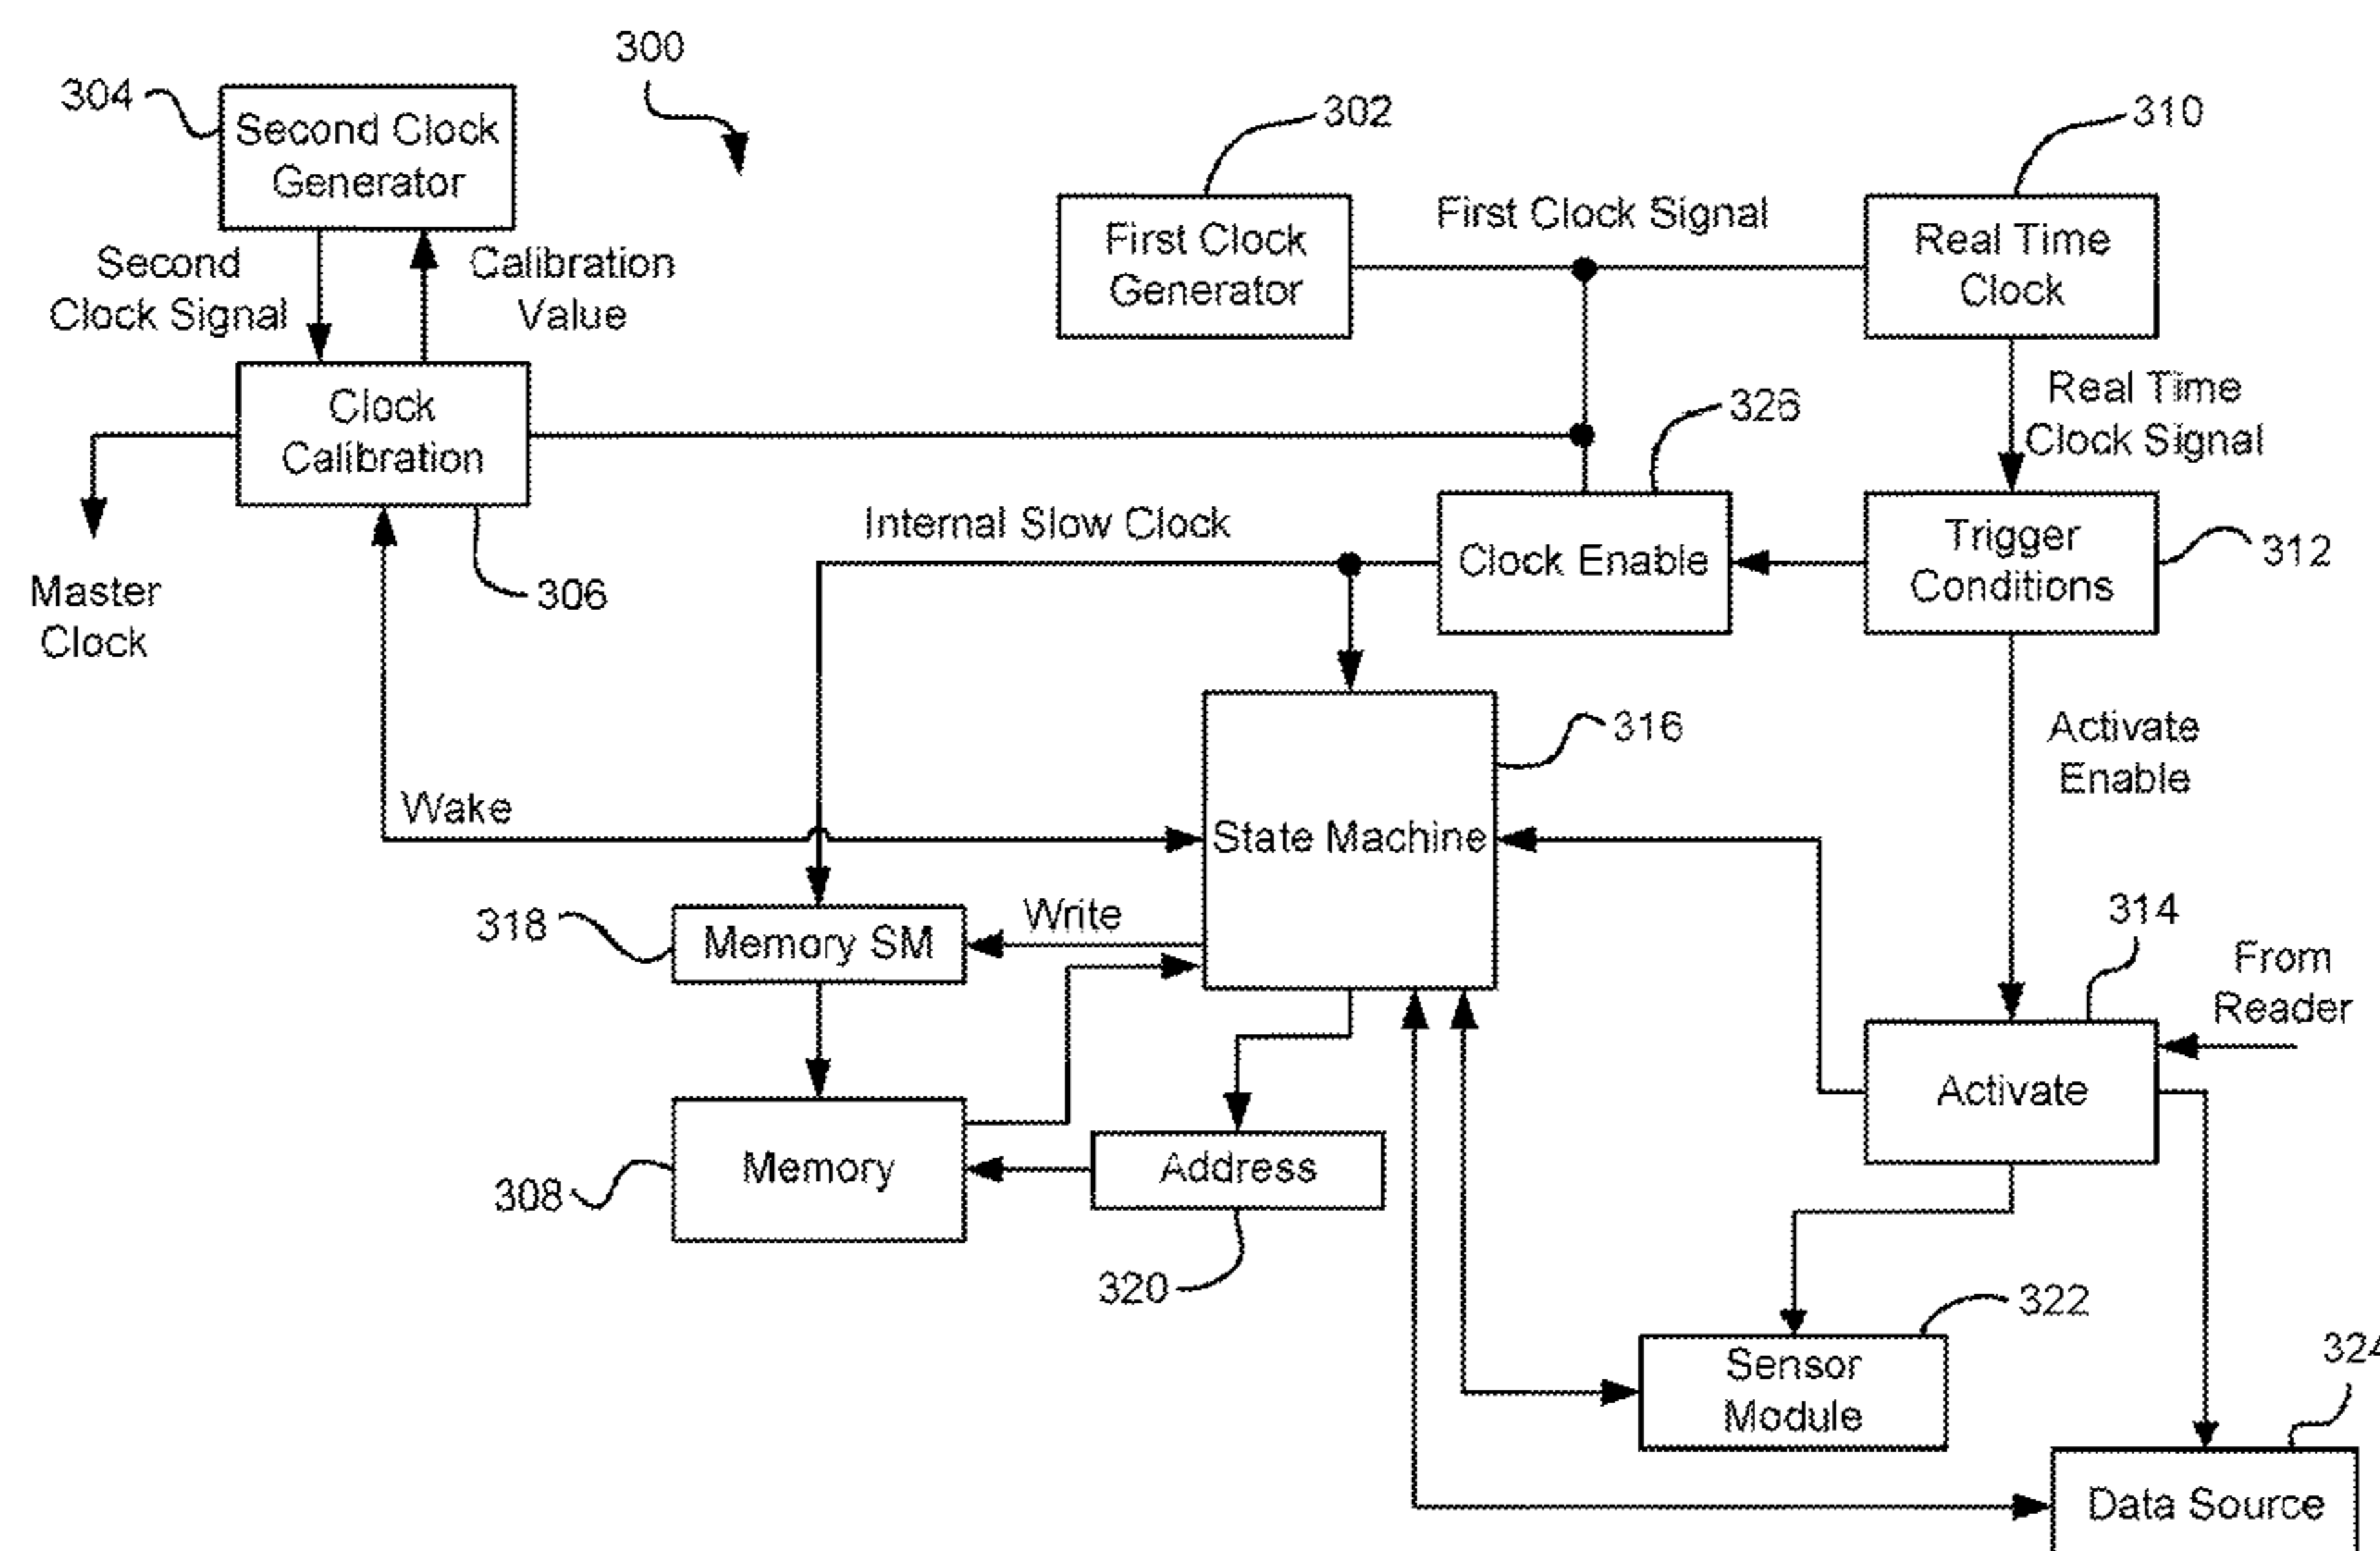 300
304
Second Clock
Generator
302
310
First Clock
Generator
First Clock Signal
Real Time
Clock
Second
Clock Signal
Calibration
Value
Clock
Calibration
326
Real Time
Clock Signal
Internal Slow Clock
Clock Enable
Trigger
Conditions
312
Master
Clock
306
316
Activate
Enable
Wake
State Machine
318
Memory SM
Write
314
From
Reader
Activate
308
Memory
Address
320
322
Sensor
Module
324
Data Source